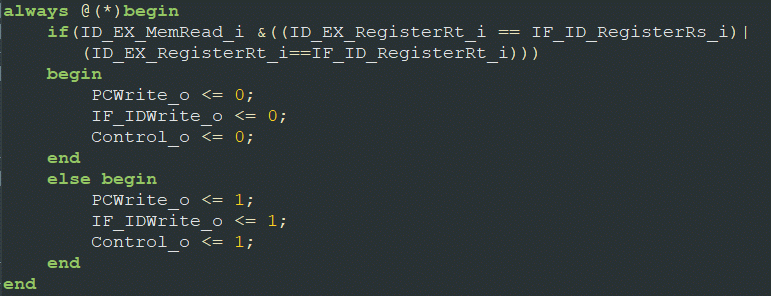 always @(*)begin
    if(ID_EX_MemRead_i &((ID_EX_RegisterRt_i == IF_ID_RegisterRs_i)|
       (ID_EX_RegisterRt_i==IF_ID_RegisterRt_i)))
    begin
        PCWrite_o <= 0;
        IF_IDWrite_o <= 0;
        Control_o <= 0;
    end
    else begin
        PCWrite_o <= 1;
        IF_IDWrite_o <= 1;
        Control_o <= 1;
    end
end